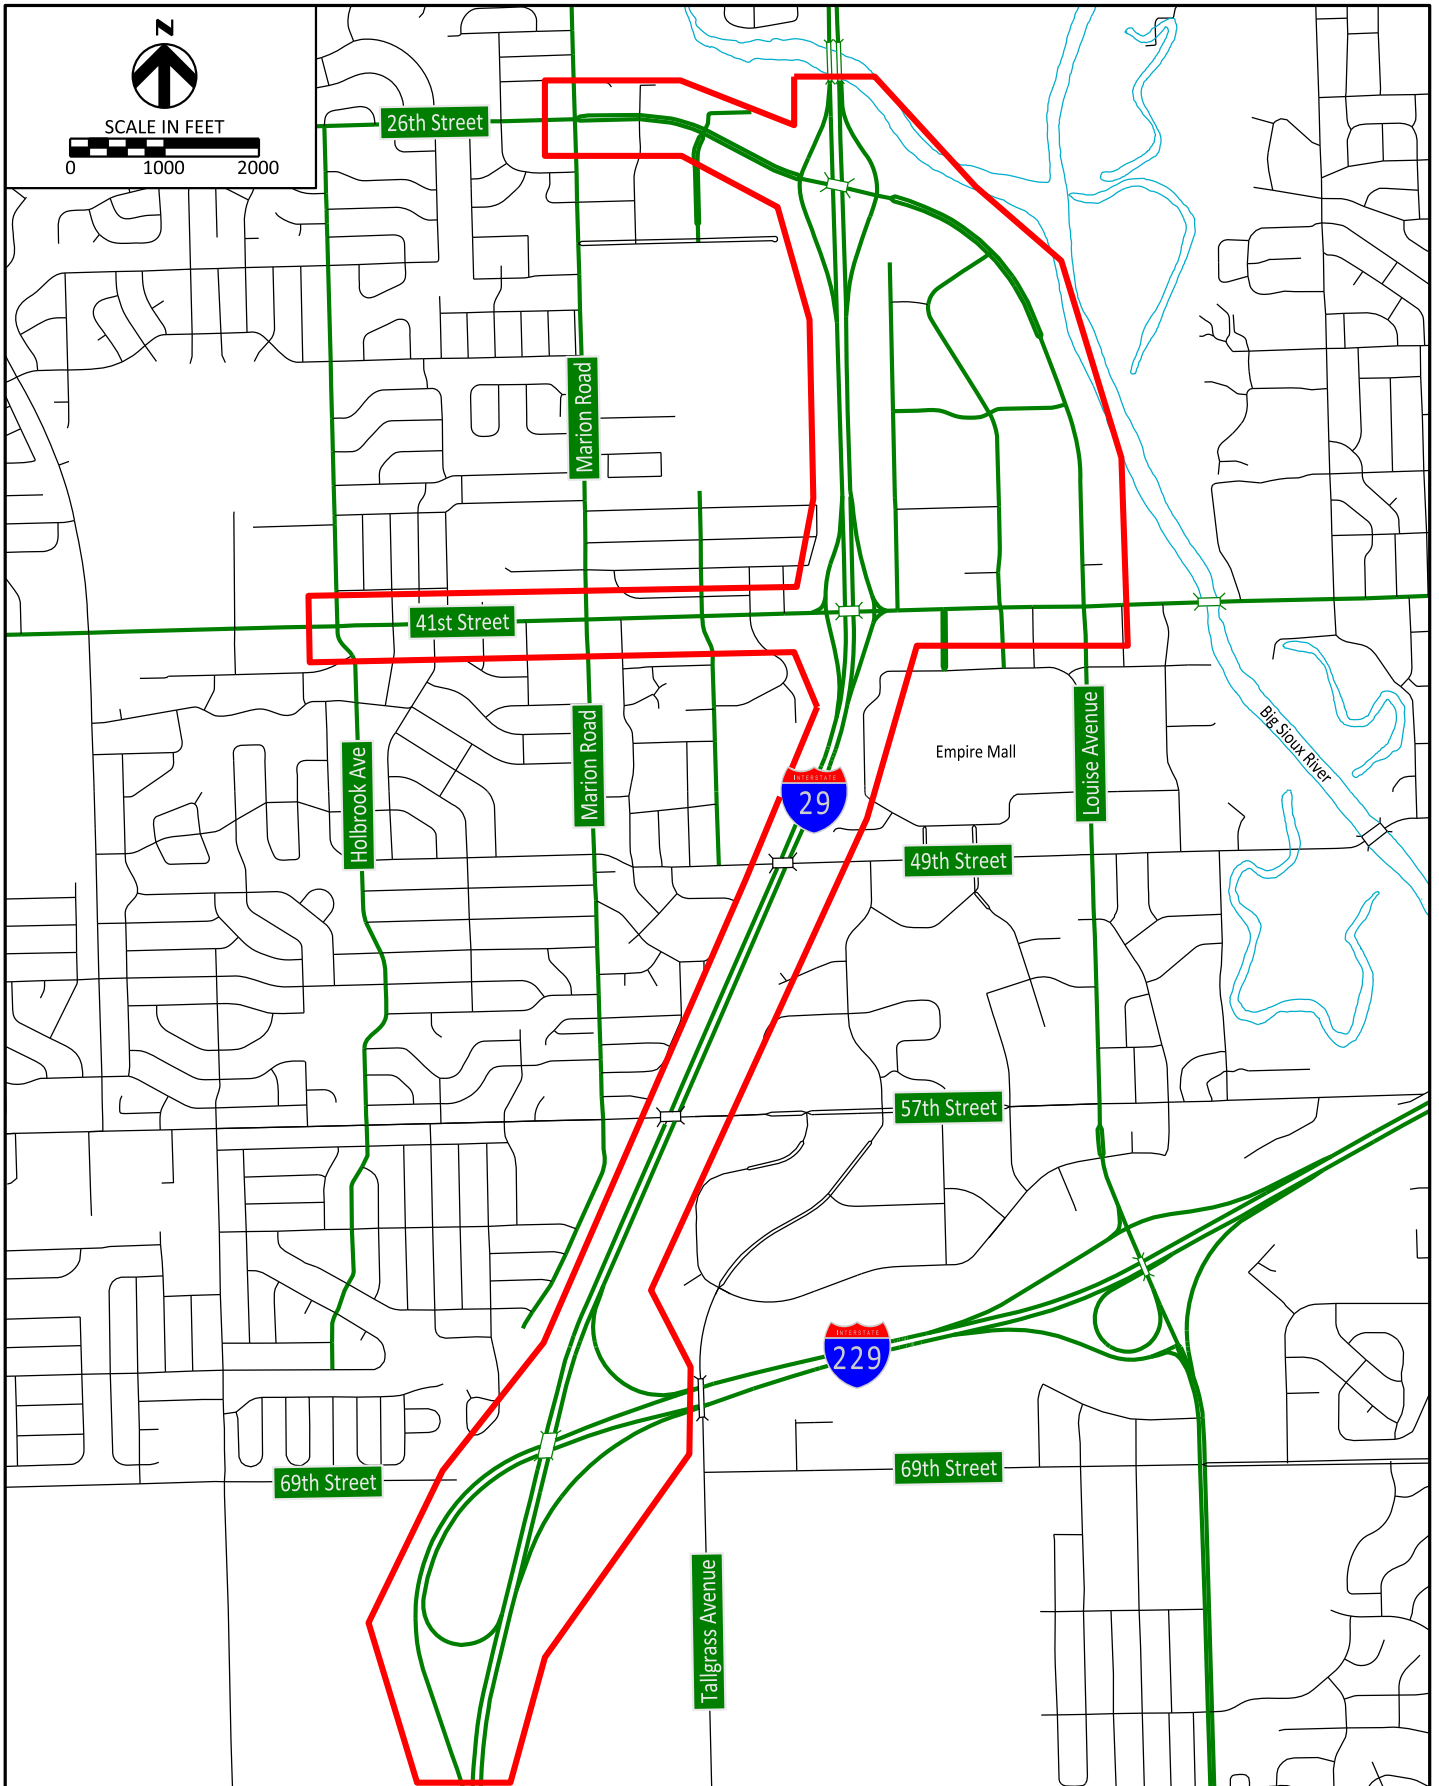 N
SCALE IN FEET
0 1000 2000
26th Street
Marion Road
41st Street
Holbrook Ave
Marion Road
INTERSTATE
29
Empire Mall
Louise Avenue
Big Sioux River
49th Street
57th Street
INTERSTATE
229
69th Street
69th Street
Tallgrass Avenue